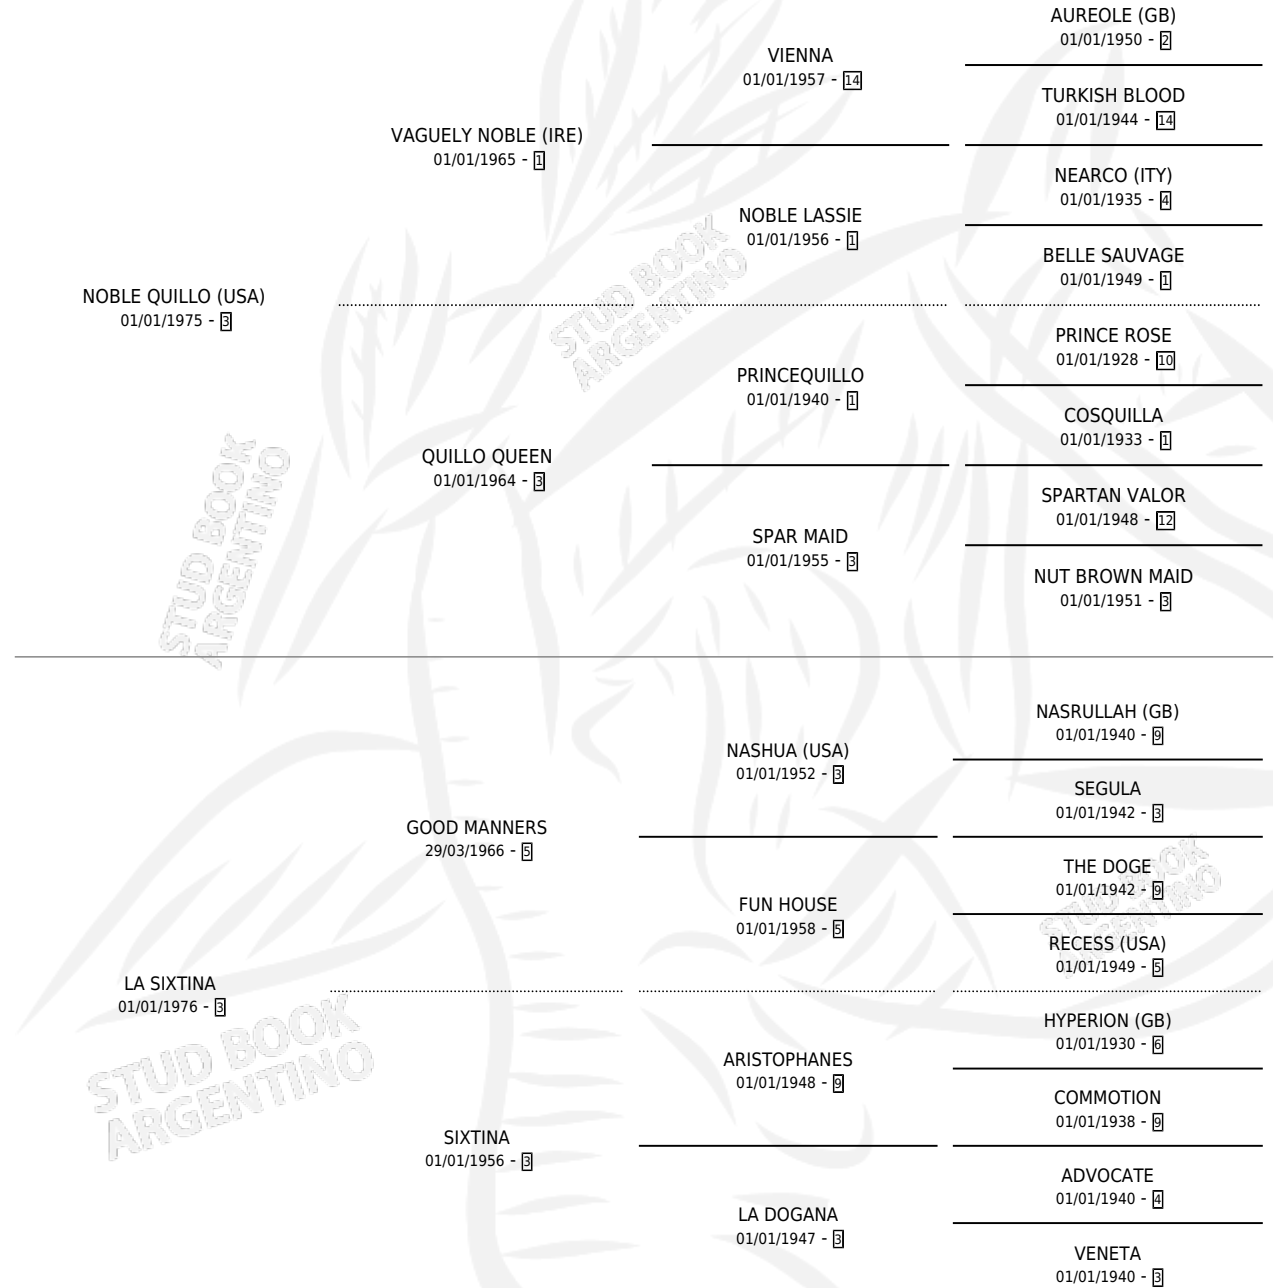 AUREOLE (GB)
01/01/1950 - 2
VIENNA
01/01/1957 - 14
TURKISH BLOOD
01/01/1944 - 14
VAGUELY NOBLE (IRE)
01/01/1965 - 1
NEARCO (ITY)
01/01/1935 - 4
NOBLE LASSIE
01/01/1956 - 1
BELLE SAUVAGE
01/01/1949 - 1
NOBLE QUILLO (USA)
01/01/1975 - 3
PRINCE ROSE
01/01/1928 - 10
PRINCEQUILLO
01/01/1940 - 1
COSQUILLA
01/01/1933 - 1
QUILLO QUEEN
01/01/1964 - 3
SPARTAN VALOR
01/01/1948 - 12
SPAR MAID
01/01/1955 - 3
NUT BROWN MAID
01/01/1951 - 3
STUD BOOK
ARGENTINO
STUD BOOK
ARGENTINO
NASRULLAH (GB)
01/01/1940 - 9
NASHUA (USA)
01/01/1952 - 3
SEGULA
01/01/1942 - 3
GOOD MANNERS
29/03/1966 - 5
THE DOGE
01/01/1942 - 9
FUN HOUSE
01/01/1958 - 5
RECESS (USA)
01/01/1949 - 5
LA SIXTINA
01/01/1976 - 3
HYPERION (GB)
01/01/1930 - 6
ARISTOPHANES
01/01/1948 - 9
COMMOTION
01/01/1938 - 9
SIXTINA
01/01/1956 - 3
ADVOCATE
01/01/1940 - 4
LA DOGANA
01/01/1947 - 3
VENETA
01/01/1940 - 3
STUD BOOK
ARGENTINO
STUD BOOK
ARGENTINO